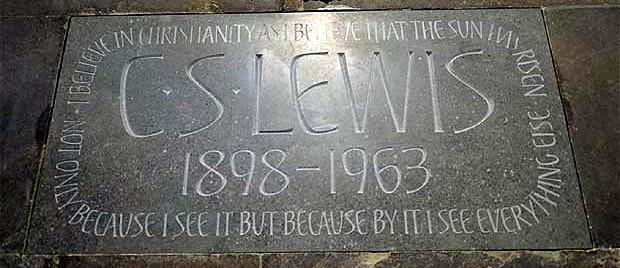 I BELIEVE IN CHRISTIANITY AS I BELIEVE THAT THE SUN HAS RISEN NOT ONLY BECAUSE I SEE IT BUT BECAUSE BY IT I SEE EVERYTHING ELSE
C·S·LEWIS
1898–1963